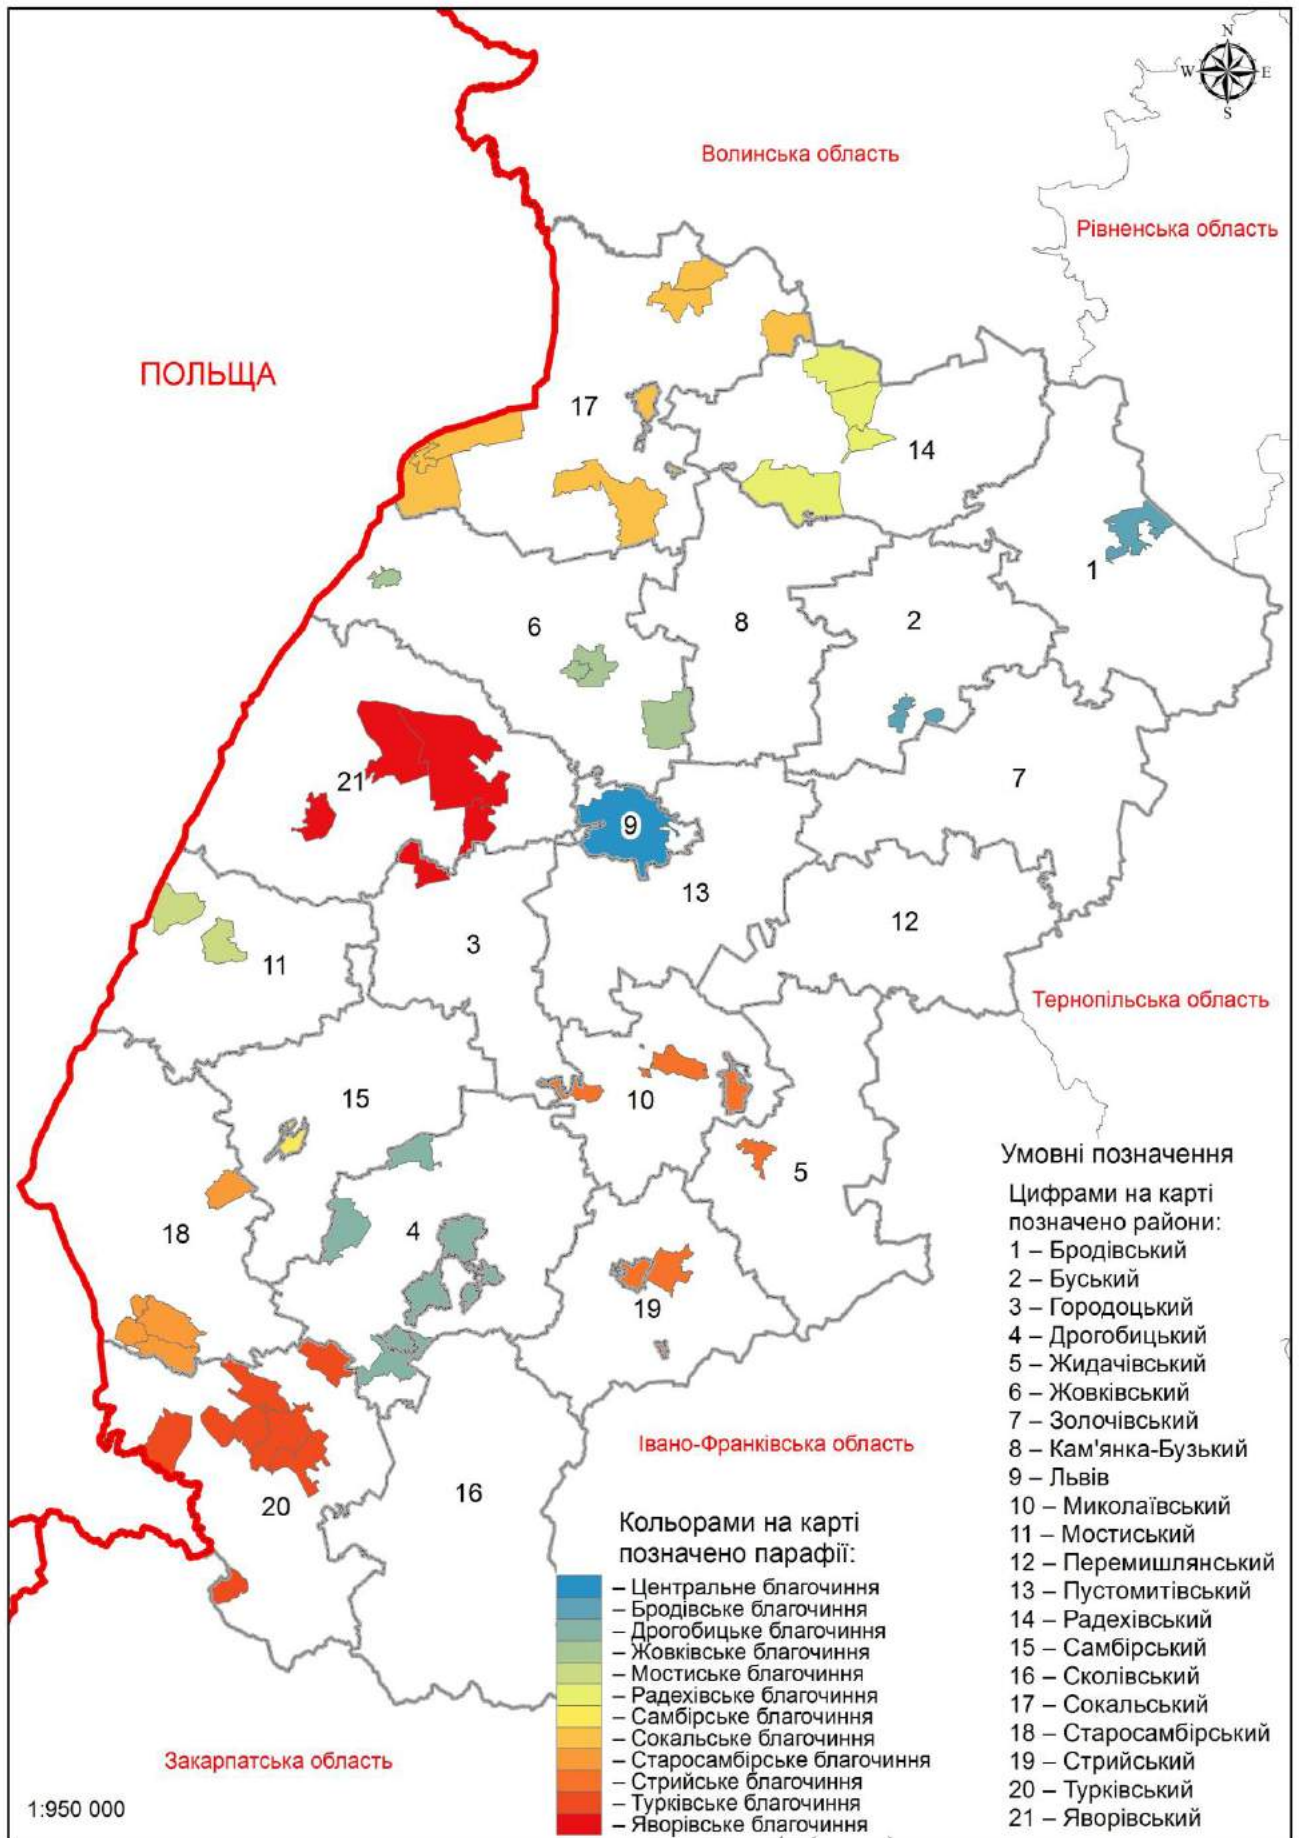 N
W
E
S
Волинська область
Рівненська область
ПОЛЬЩА
17
14
1
6
8
2
21
7
9
13
12
3
11
Тернопільська область
15
10
5
18
4
19
20
16
Івано-Франківська область
Закарпатська область
1:950 000
Умовні позначення
Цифрами на карті
позначено райони:
1 – Бродівський
2 – Буський
3 – Городоцький
4 – Дрогобицький
5 – Жидачівський
6 – Жовківський
7 – Золочівський
8 – Кам'янка-Бузький
9 – Львів
10 – Миколаївський
11 – Мостиський
12 – Перемишлянський
13 – Пустомитівський
14 – Радехівський
15 – Самбірський
16 – Сколівський
17 – Сокальський
18 – Старосамбірський
19 – Стрийський
20 – Турківський
21 – Яворівський
Кольорами на карті
позначено парафії:
– Центральне благочиння
– Бродівське благочиння
– Дрогобицьке благочиння
– Жовківське благочиння
– Мостиське благочиння
– Радехівське благочиння
– Самбірське благочиння
– Сокальське благочиння
– Старосамбірське благочиння
– Стрийське благочиння
– Турківське благочиння
– Яворівське благочиння